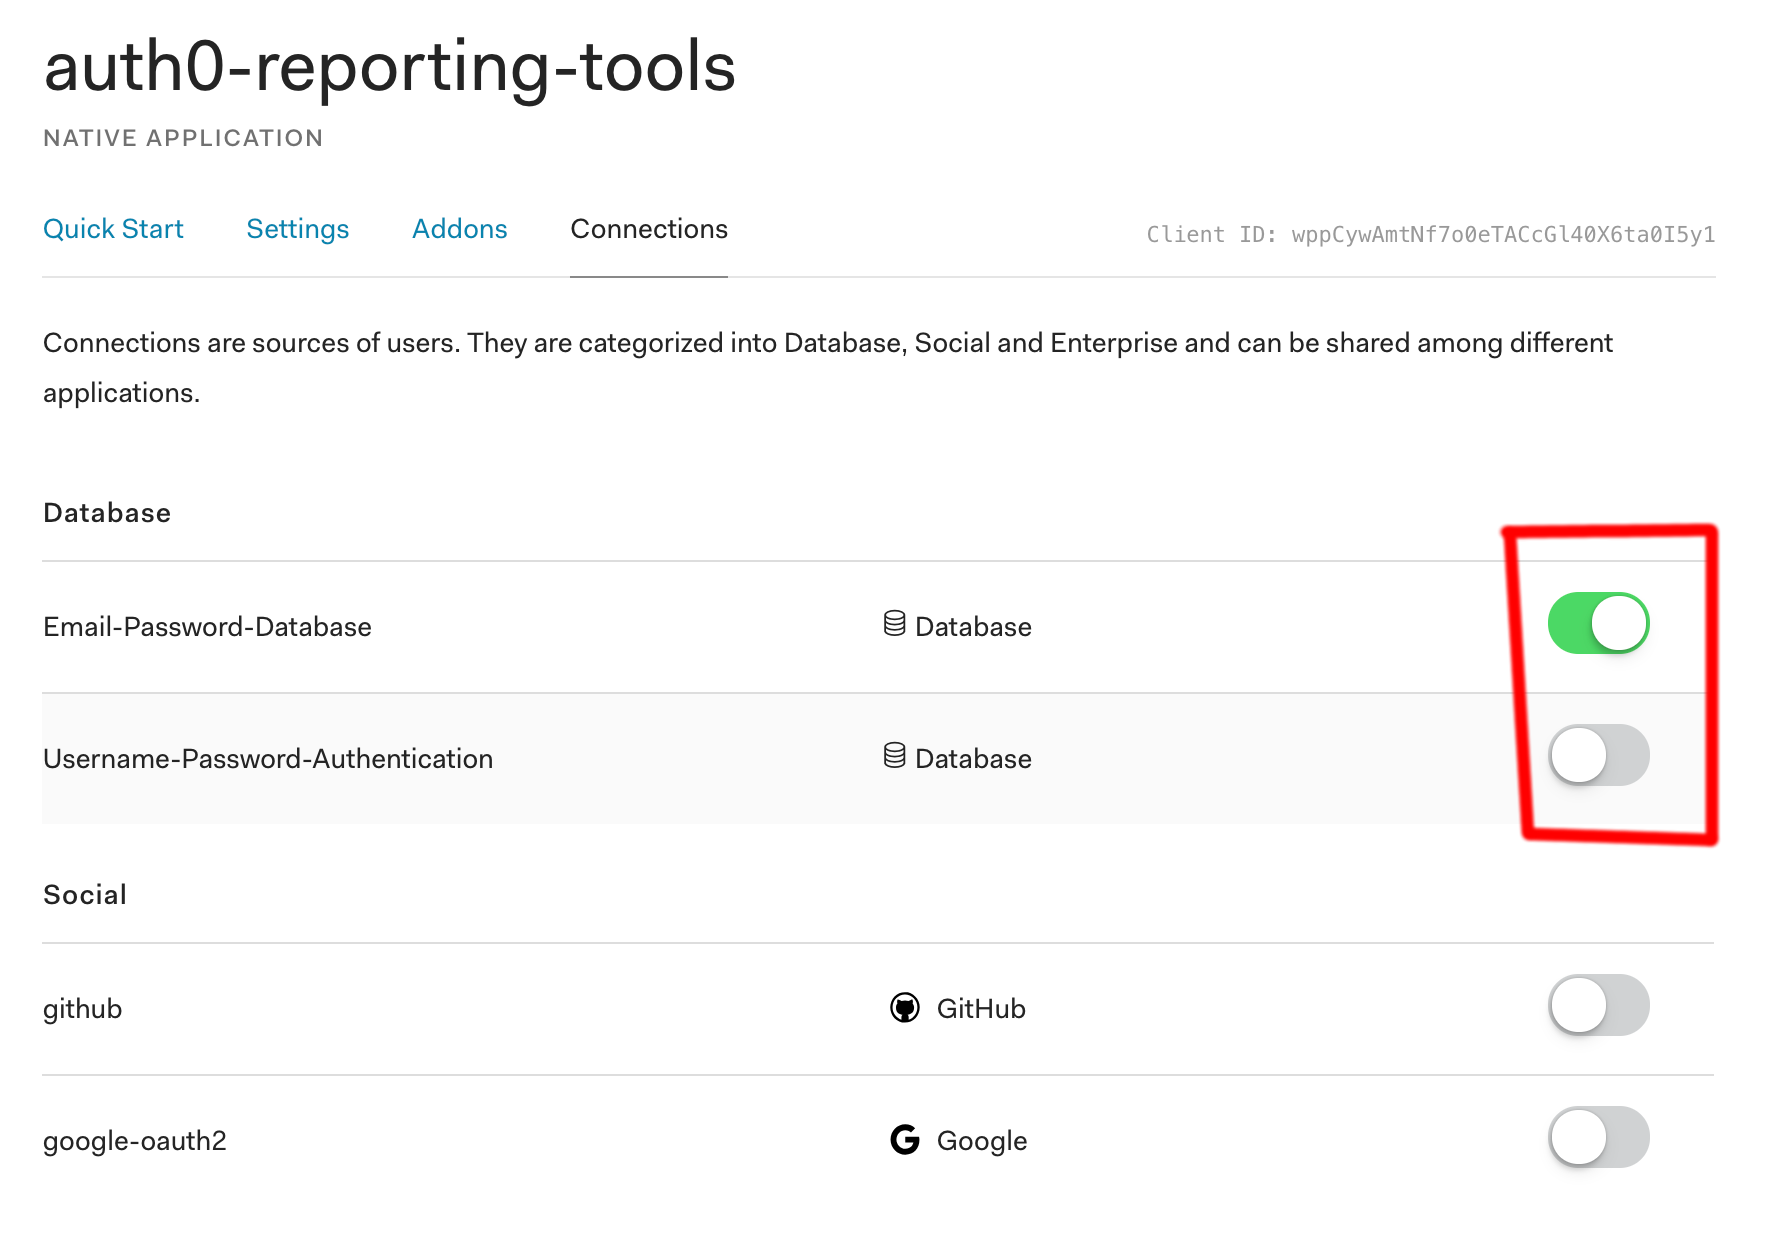 auth0-reporting-tools
NATIVE APPLICATION
Quick Start Settings Addons Connections Client ID: wppCywAmtNf7o0eTACcGl40X6ta0I5y1
Connections are sources of users. They are categorized into Database, Social and Enterprise and can be shared among different
applications.
Database
Email-Password-Database Database
Username-Password-Authentication Database
Social
github GitHub
google-oauth2 Google